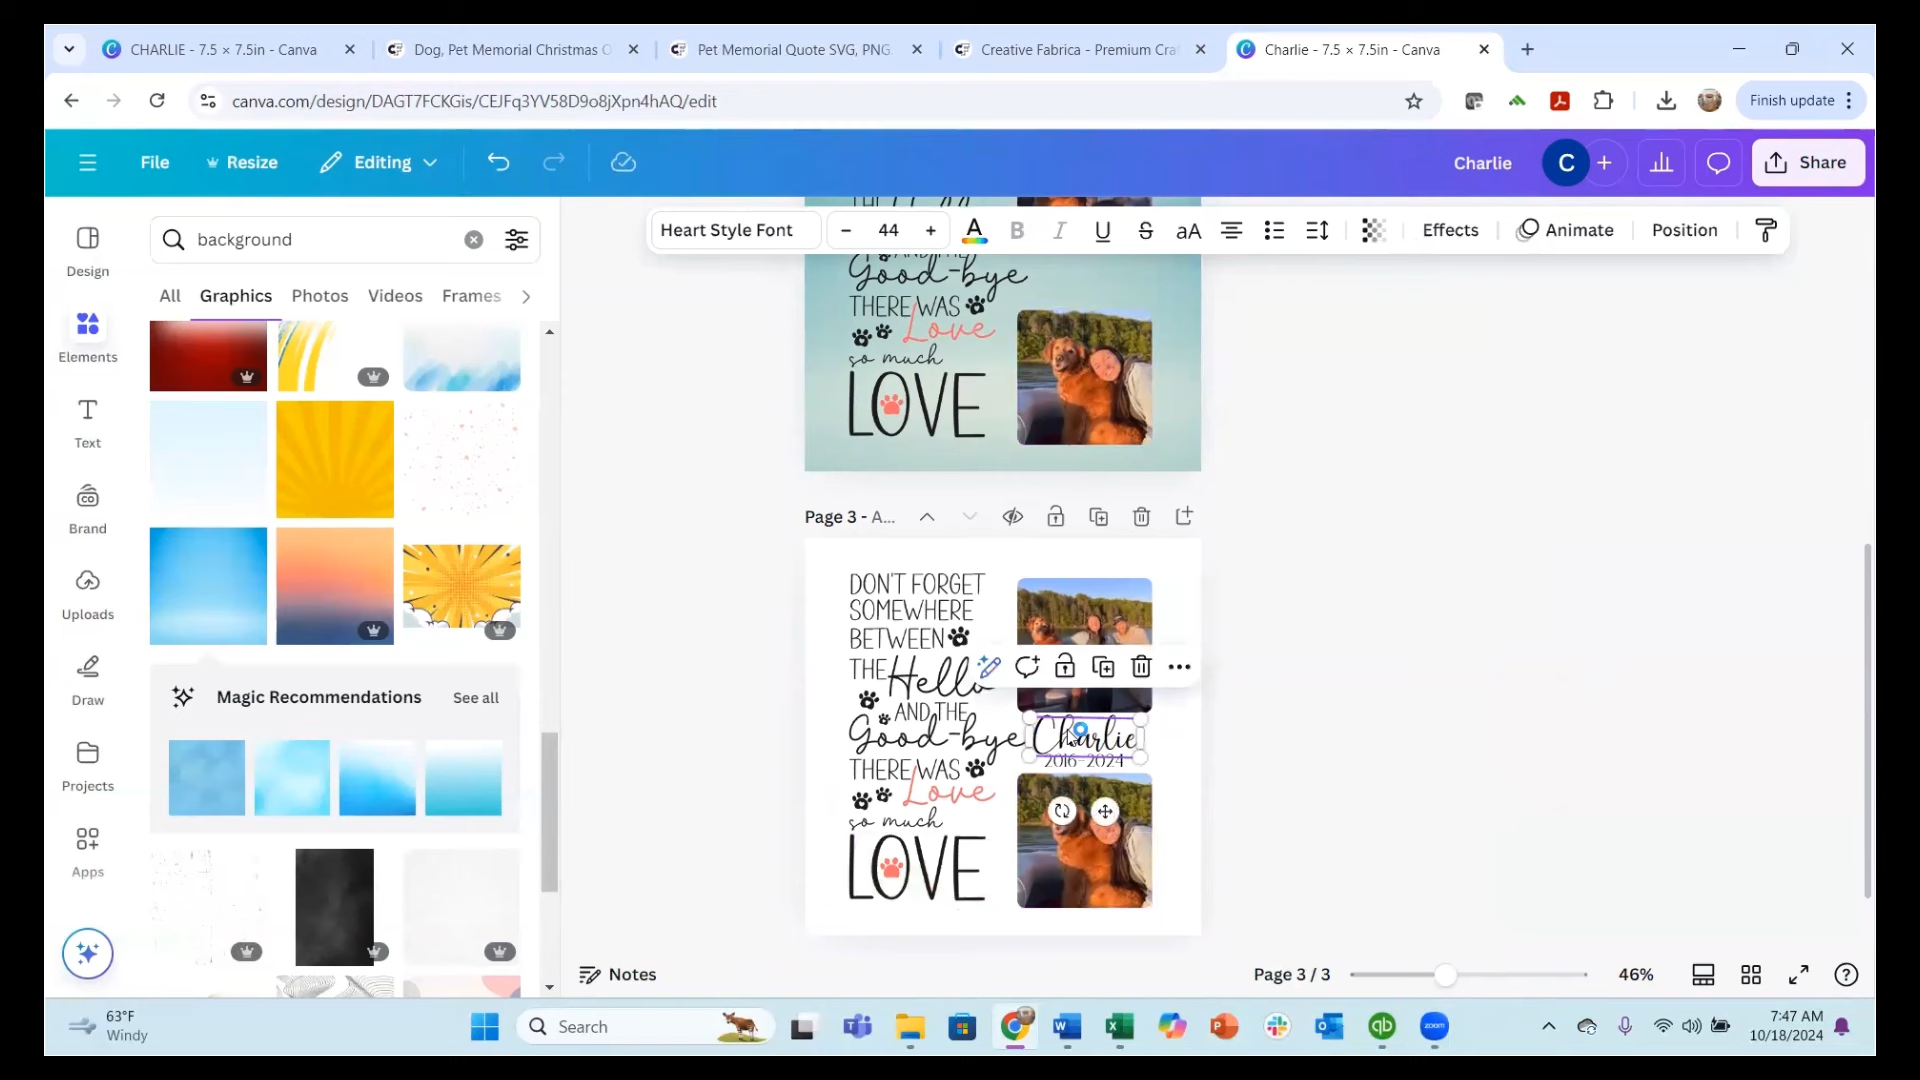 CHARLIE - 7.5 × 7.5in - Canva
Dog, Pet Memorial Christmas O
Pet Memorial Quote SVG, PNG
Creative Fabrica - Premium Cra
Charlie - 7.5 × 7.5in - Canva
canva.com/design/DAGT7FCKGis/CEJFq3YV58D9o8jXpn4hAQ/edit
Finish update
File
Resize
Editing
Charlie
C
Share
Design
Elements
Text
Brand
Uploads
Draw
Projects
Apps
background
All
Graphics
Photos
Videos
Frames
Magic Recommendations
See all
Heart Style Font
- 44 +
A
B
I
U
S
aA
Effects
Animate
Position
Good-bye
THERE WAS
Love
so much
LOVE
Page 3 - A...
DON'T FORGET
SOMEWHERE
BETWEEN
THE Hello
AND THE
Good-bye
THERE WAS
Love
so much
LOVE
Charlie
2016-2024
Notes
Page 3 / 3
46%
63°F
Windy
Search
7:47 AM
10/18/2024